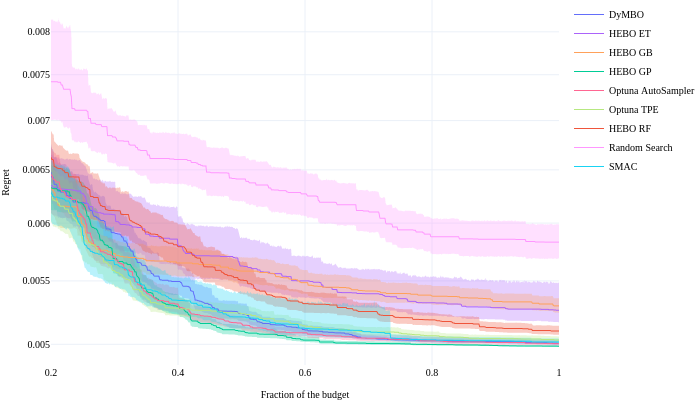 0.008
0.0075
0.007
0.0065
0.006
0.0055
0.005
Regret
0.2
0.4
0.6
0.8
1
Fraction of the budget
DyMBO
HEBO ET
HEBO GB
HEBO GP
Optuna AutoSampler
Optuna TPE
HEBO RF
Random Search
SMAC